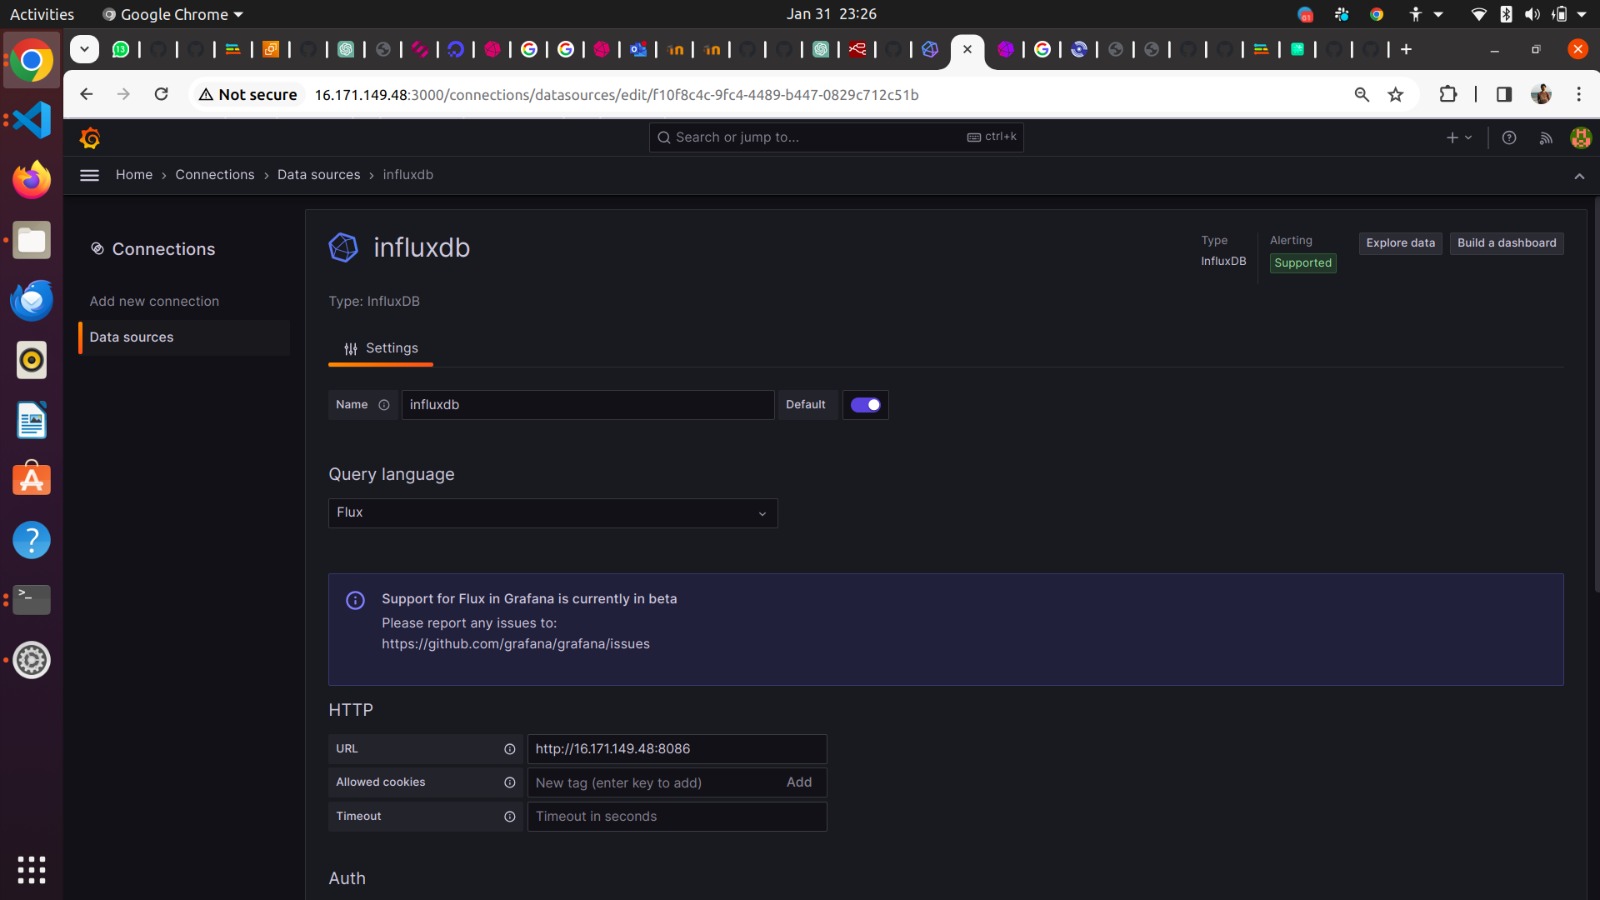 Activities
Google Chrome
Jan 31 23:26
Not secure
16.171.149.48:3000/connections/datasources/edit/f10f8c4c-9fc4-4489-b447-0829c712c51b
Search or jump to...
ctrl+k
Home › Connections › Data sources › influxdb
Connections
Add new connection
Data sources
influxdb
Type
InfluxDB
Alerting
Supported
Explore data
Build a dashboard
Type: InfluxDB
Settings
Name
influxdb
Default
Query language
Flux
Support for Flux in Grafana is currently in beta
Please report any issues to:
https://github.com/grafana/grafana/issues
HTTP
URL
http://16.171.149.48:8086
Allowed cookies
New tag (enter key to add)
Add
Timeout
Timeout in seconds
Auth